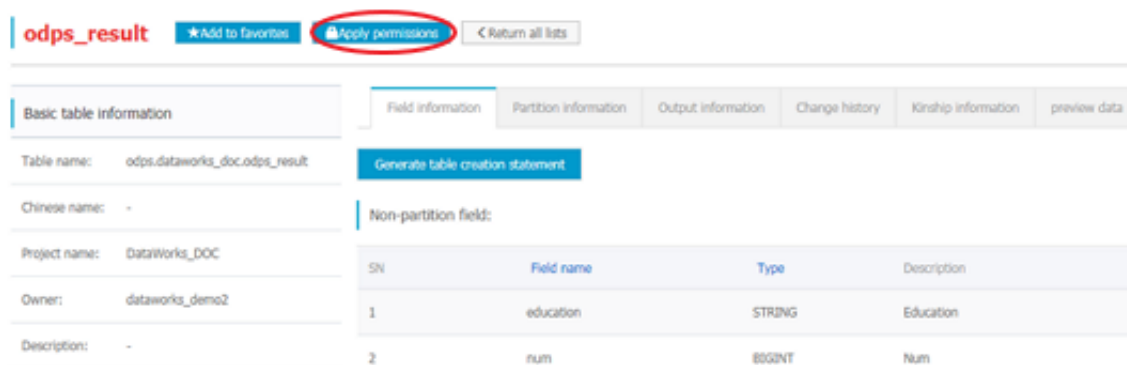 odps_result ★Add to favorites Apply permissions <Return all lists
Basic table information
Table name: odps.dataworks_doc.odps_result
Chinese name: -
Project name: DataWorks_DOC
Owner: dataworks_demo2
Description: -
Field information Partition information Output information Change history Kinship information preview data
Generate table creation statement
Non-partition field:
SN Field name Type Description
1 education STRING Education
2 num BIGINT Num